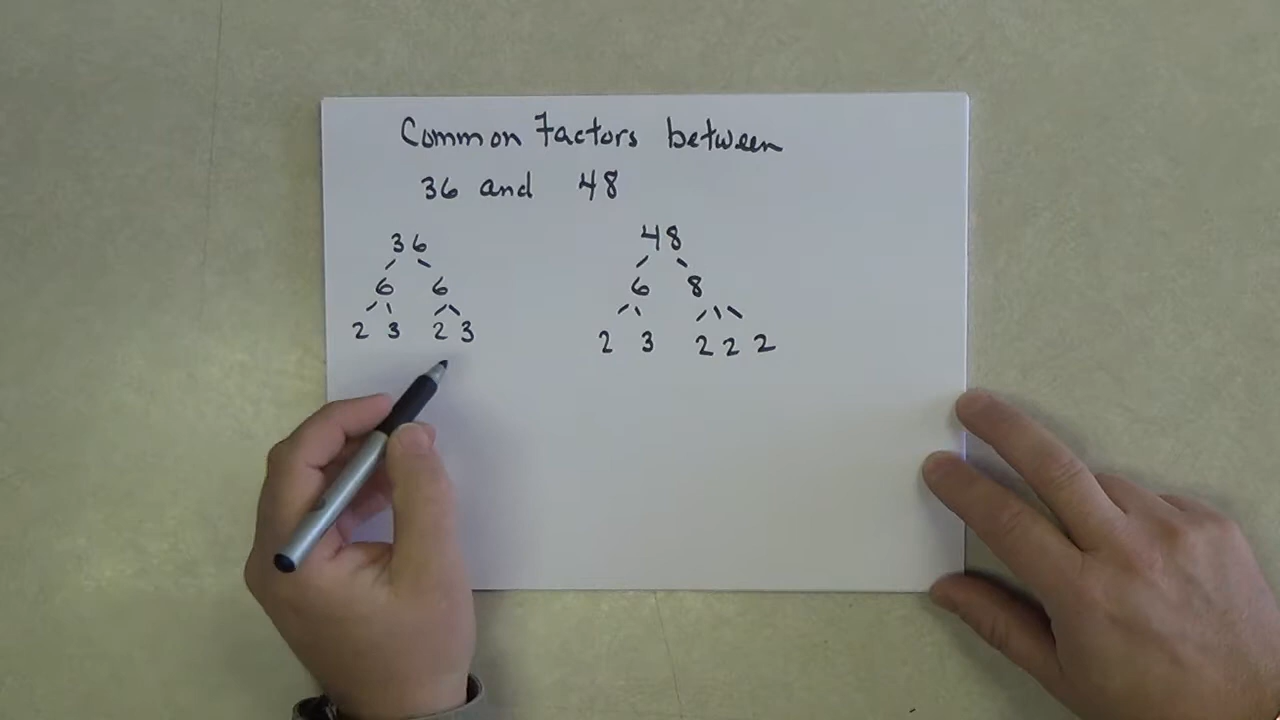 Common Factors between
36 and 48
36 48
6 6 6 8
2 3 2 3 2 3 2 2 2